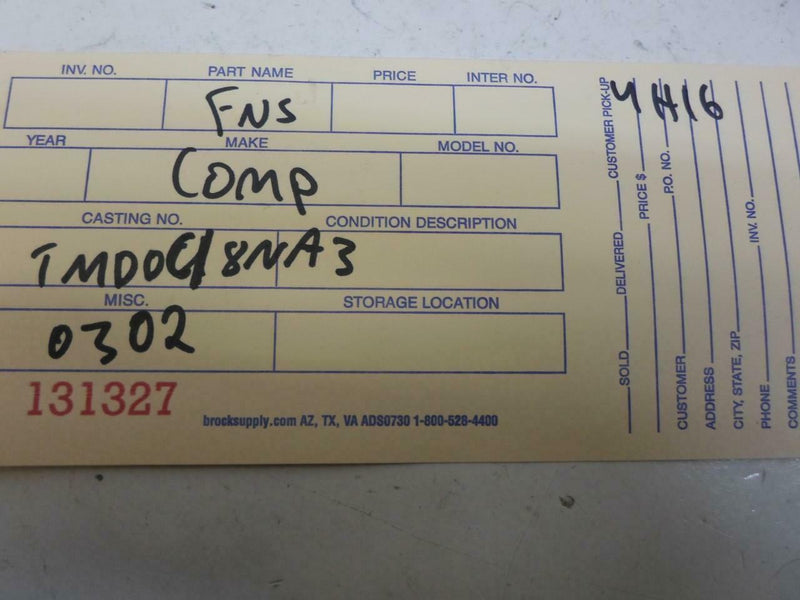 INV. NO. PART NAME PRICE INTER NO.
FNS
YEAR MAKE MODEL NO.
COMP
CASTING NO. CONDITION DESCRIPTION
TMD0C18NA3
MISC. STORAGE LOCATION
0302
131327
brocksupply.com AZ, TX, VA ADS0730 1-800-528-4400
4H16
SOLD DELIVERED CUSTOMER PICK-UP
PRICE $
CUSTOMER P.O. NO.
ADDRESS
CITY, STATE, ZIP
PHONE INV. NO.
COMMENTS